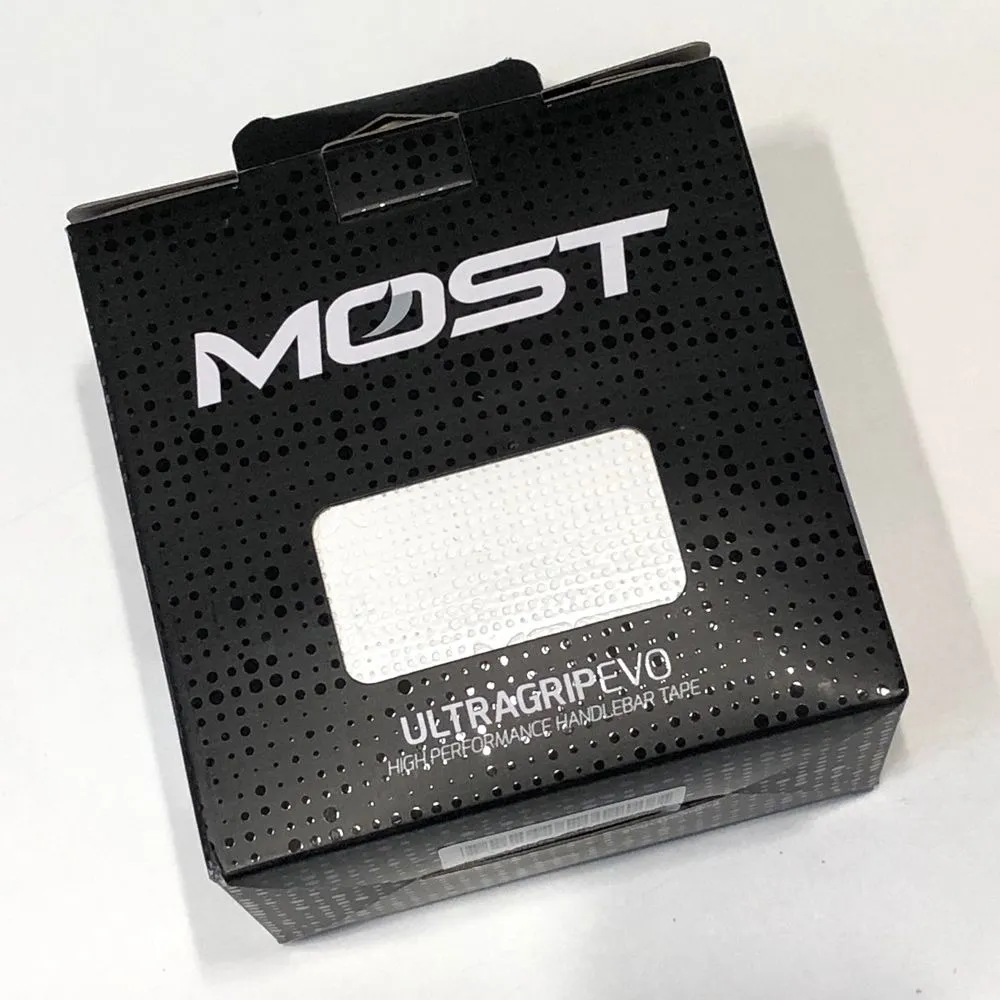 MOST
ULTRAGRIPEVO
HIGH PERFORMANCE HANDLEBAR TAPE